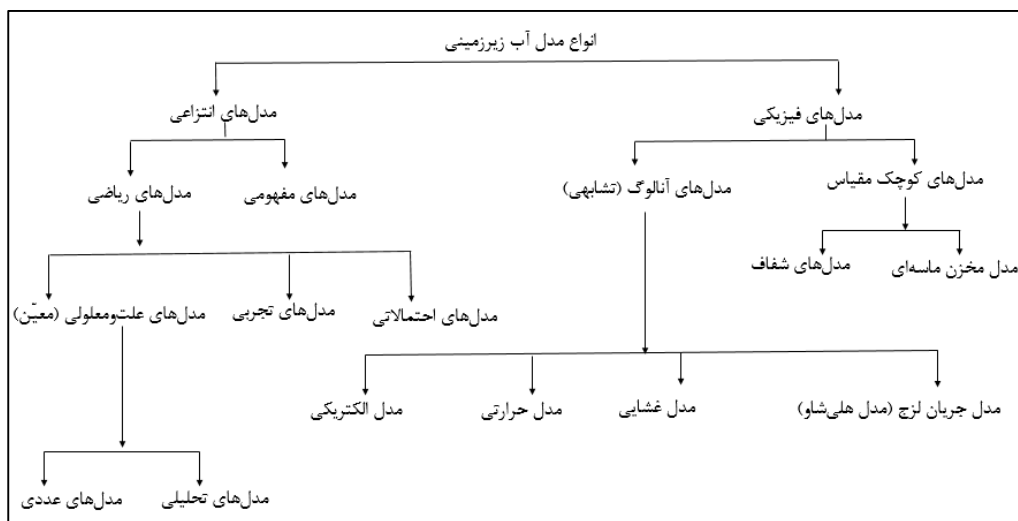 انواع مدل آب زیرزمینی
مدل‌های فیزیکی
مدل‌های انتزاعی
مدل‌های کوچک مقیاس
مدل‌های آنالوگ (تشابهی)
مدل‌های مفهومی
مدل‌های ریاضی
مدل مخزن ماسه‌ای
مدل‌های شفاف
مدل‌های احتمالاتی
مدل‌های تجربی
مدل‌های علت‌ومعلولی (معیّن)
مدل جریان لزج (مدل هلی‌شاو)
مدل غشایی
مدل حرارتی
مدل الکتریکی
مدل‌های تحلیلی
مدل‌های عددی